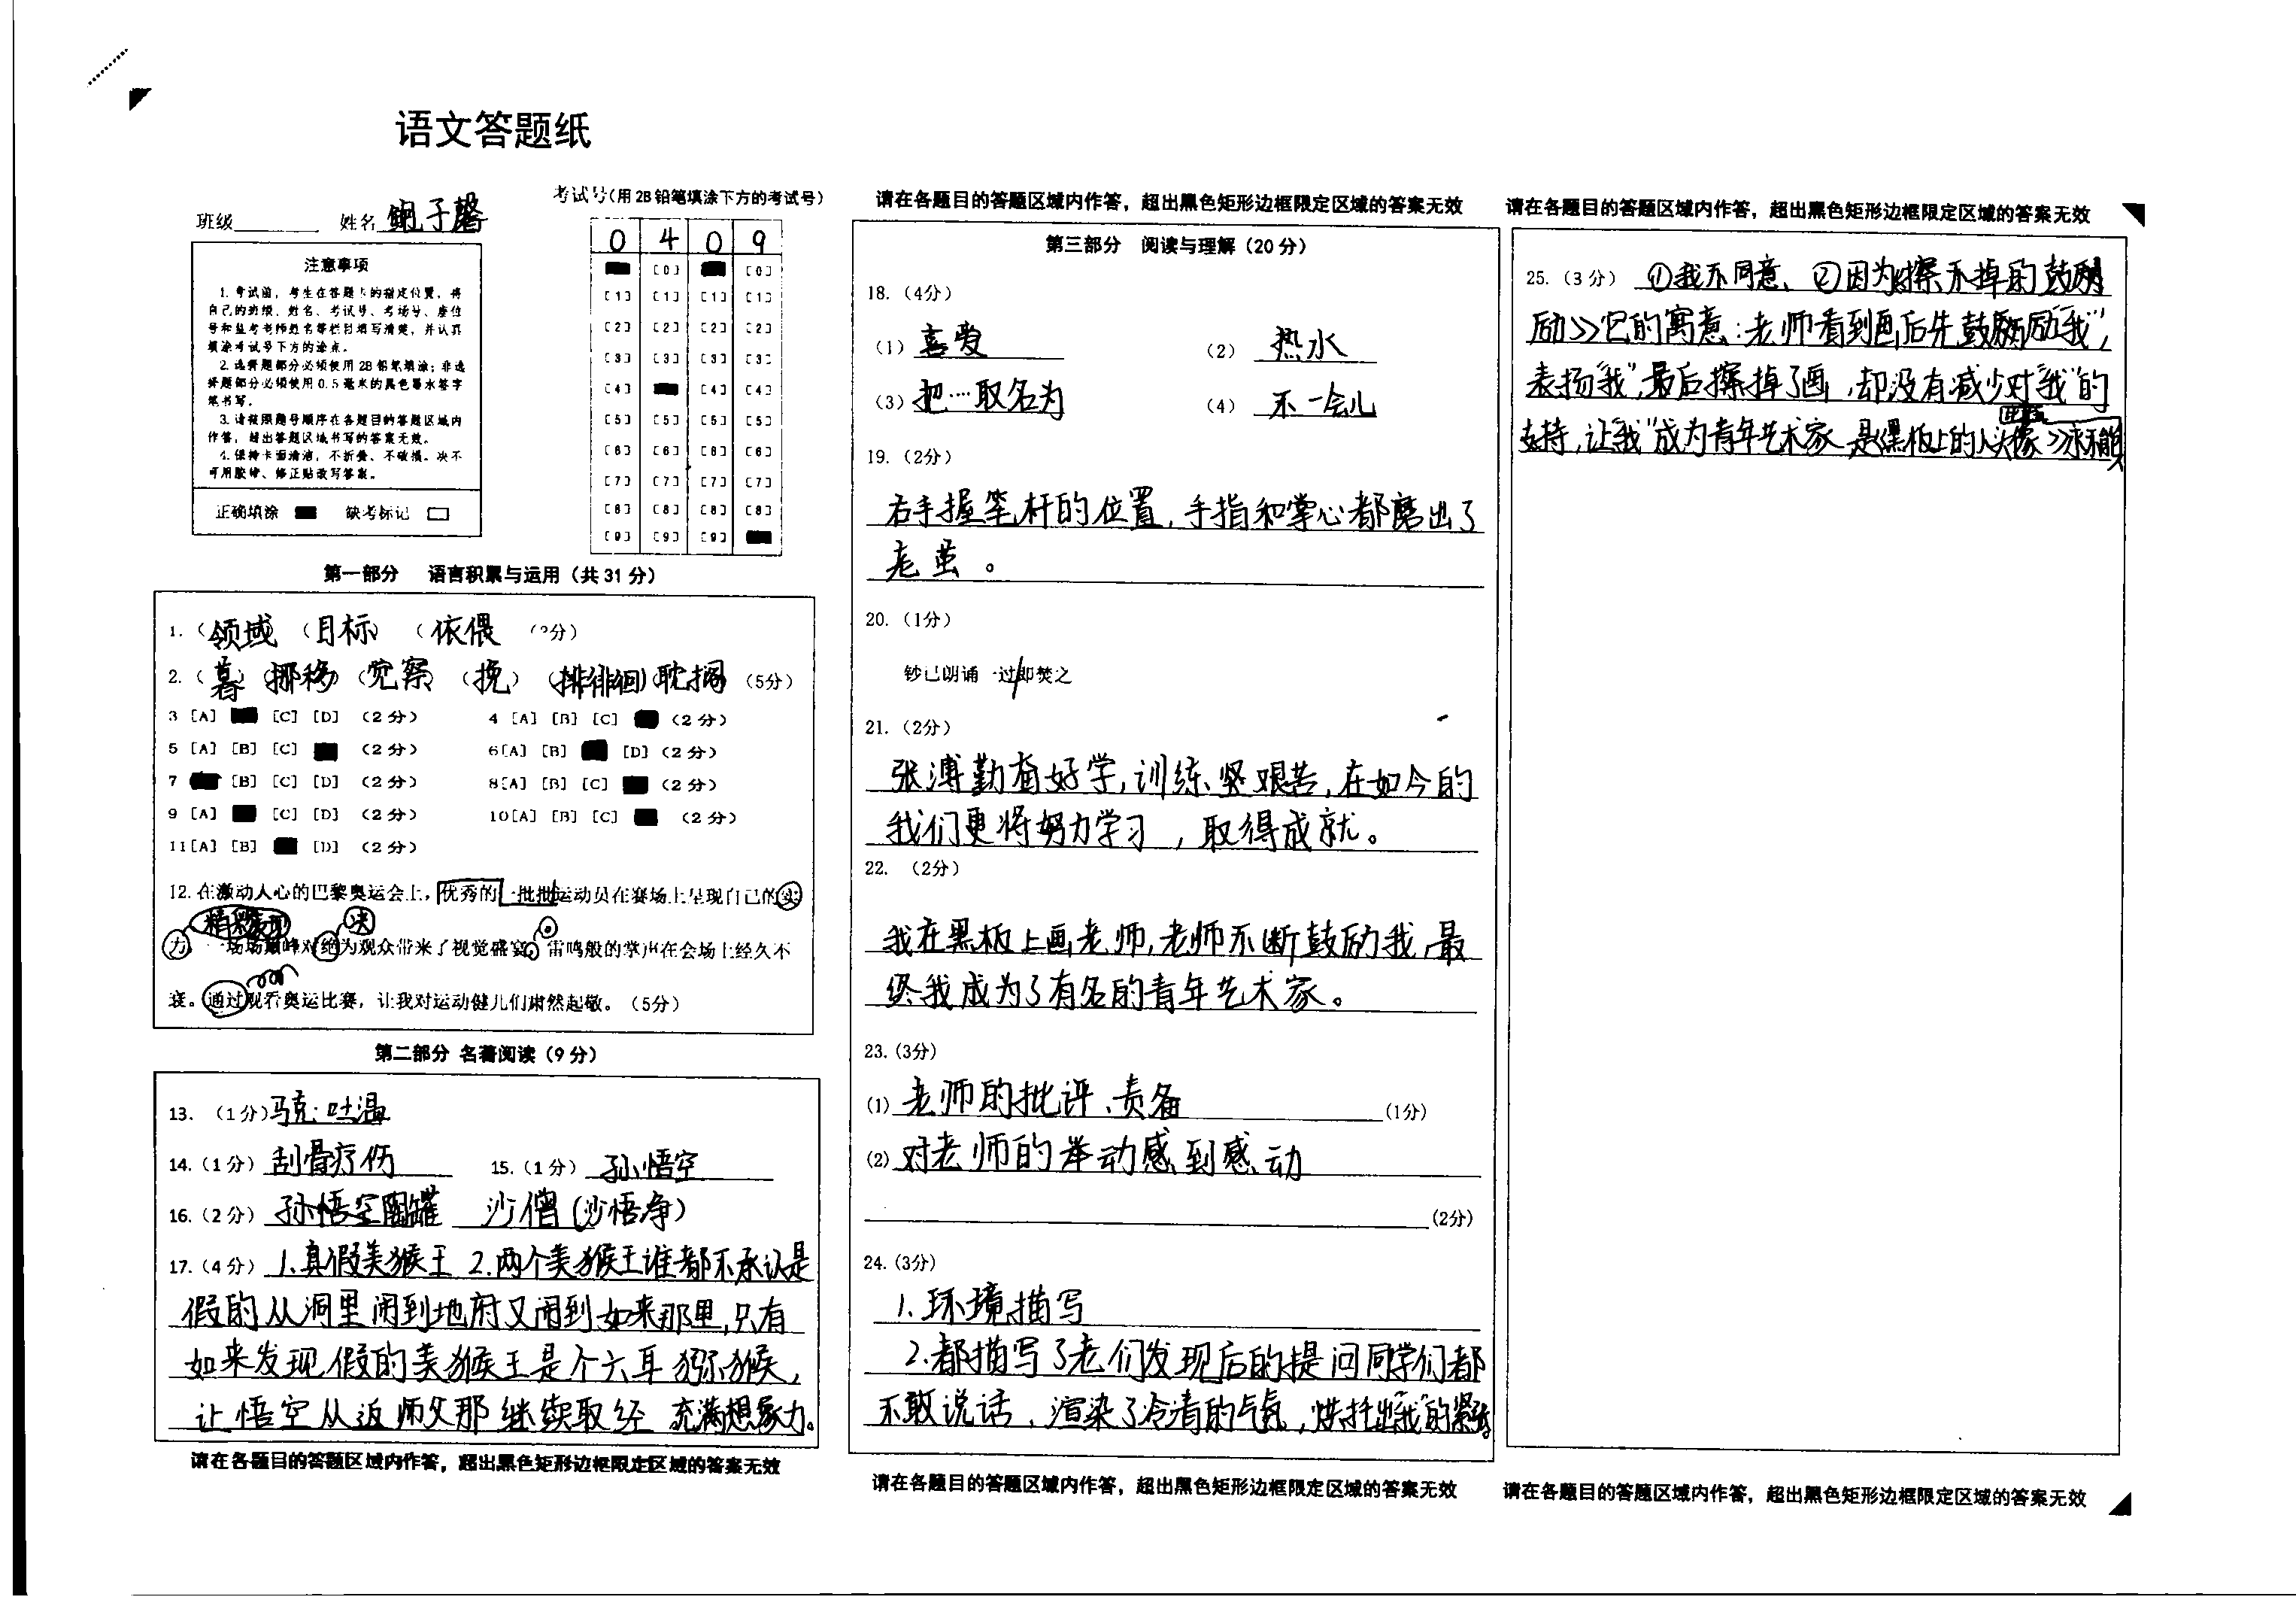 语文答题纸
班级 姓名 鲍子馨
考试号(用2B铅笔填涂下方的考试号)
0 4 0 9
[0] [0]
[1] [1] [1] [1]
[2] [2] [2] [2]
[3] [3] [3] [3]
[4] [4] [4]
[5] [5] [5] [5]
[6] [6] [6] [6]
[7] [7] [7] [7]
[8] [8] [8] [8]
[9] [9] [9]
注意事项
1. 考试前,考生在答题卡的指定位置,将
自己的班级、姓名、考试号、考场号、座位
号和监考老师姓名等栏目填写清楚,并认真
填涂考试号下方的涂点。
2. 选择题部分必须使用2B铅笔填涂;非选
择题部分必须使用0.5毫米的黑色墨水签字
笔书写。
3. 请按照题号顺序在各题目的答题区域内
作答,超出答题区域书写的答案无效。
4. 保持卡面清洁,不折叠、不破损。决不
可用胶带、修正贴改写答案。
正确填涂 缺考标记
第一部分 语言积累与运用(共31分)
1. (领域) (目标) (依偎 (2分)
2. (暮) (挪移) (觉察) (挽) (徘徊) 耽搁 (5分)
3 [A] [C] [D] (2分) 4 [A] [B] [C] (2分)
5 [A] [B] [C] (2分) 6[A] [B] [D] (2分)
7 [B] [C] [D] (2分) 8[A] [B] [C] (2分)
9 [A] [C] [D] (2分) 10[A] [B] [C] (2分)
11[A] [B] [D] (2分)
12. 在激动人心的巴黎奥运会上,优秀的一批批运动员在赛场上呈现自己的实
决
力。一场场巅峰对绝为观众带来了视觉盛宴,雷鸣般的掌声在会场上经久不
衰。通过观看奥运比赛,让我对运动健儿们肃然起敬。(5分)
第二部分 名著阅读(9分)
13. (1分)马克·吐温
14. (1分) 刮骨疗伤 15. (1分) 孙悟空
16. (2分) 孙悟空 陶罐 沙僧(沙悟净)
17. (4分) 1.真假美猴王 2.两个美猴王谁都不承认是
假的从洞里闹到地府又闹到如来那里,只有
如来发现假的美猴王是个六耳猕猴,
让悟空从返师父那继续取经 充满想象力。
请在各题目的答题区域内作答,超出黑色矩形边框限定区域的答案无效
请在各题目的答题区域内作答,超出黑色矩形边框限定区域的答案无效
第三部分 阅读与理解(20分)
18. (4分)
(1) 喜爱 (2) 热水
(3) 把…取名为 (4) 不一会儿
19. (2分)
右手握笔杆的位置,手指和掌心都磨出了
老茧。
20. (1分)
钞已朗诵一过/即焚之
21. (2分)
张溥勤奋好学,训练坚艰苦,在如今的
我们更将努力学习,取得成就。
22. (2分)
我在黑板上画老师,老师不断鼓励我,最
终我成为了有名的青年艺术家。
23. (3分)
(1) 老师的批评、责备 (1分)
(2) 对老师的举动感到感动
(2分)
24. (3分)
1. 环境描写
2.都描写了老们发现后的提问同学们都
不敢说话,渲染了冷清的气氛,烘托出“我”的紧张。
请在各题目的答题区域内作答,超出黑色矩形边框限定区域的答案无效
请在各题目的答题区域内作答,超出黑色矩形边框限定区域的答案无效
25. (3分) ①我不同意、②因为《擦不掉的鼓
励》它的寓意:老师看到画后先鼓励“我”,
表扬“我”,最后擦掉了画,却没有减少对“我”的
支持,让“我”成为青年艺术家 是《黑板上的人头像》永不能
请在各题目的答题区域内作答,超出黑色矩形边框限定区域的答案无效